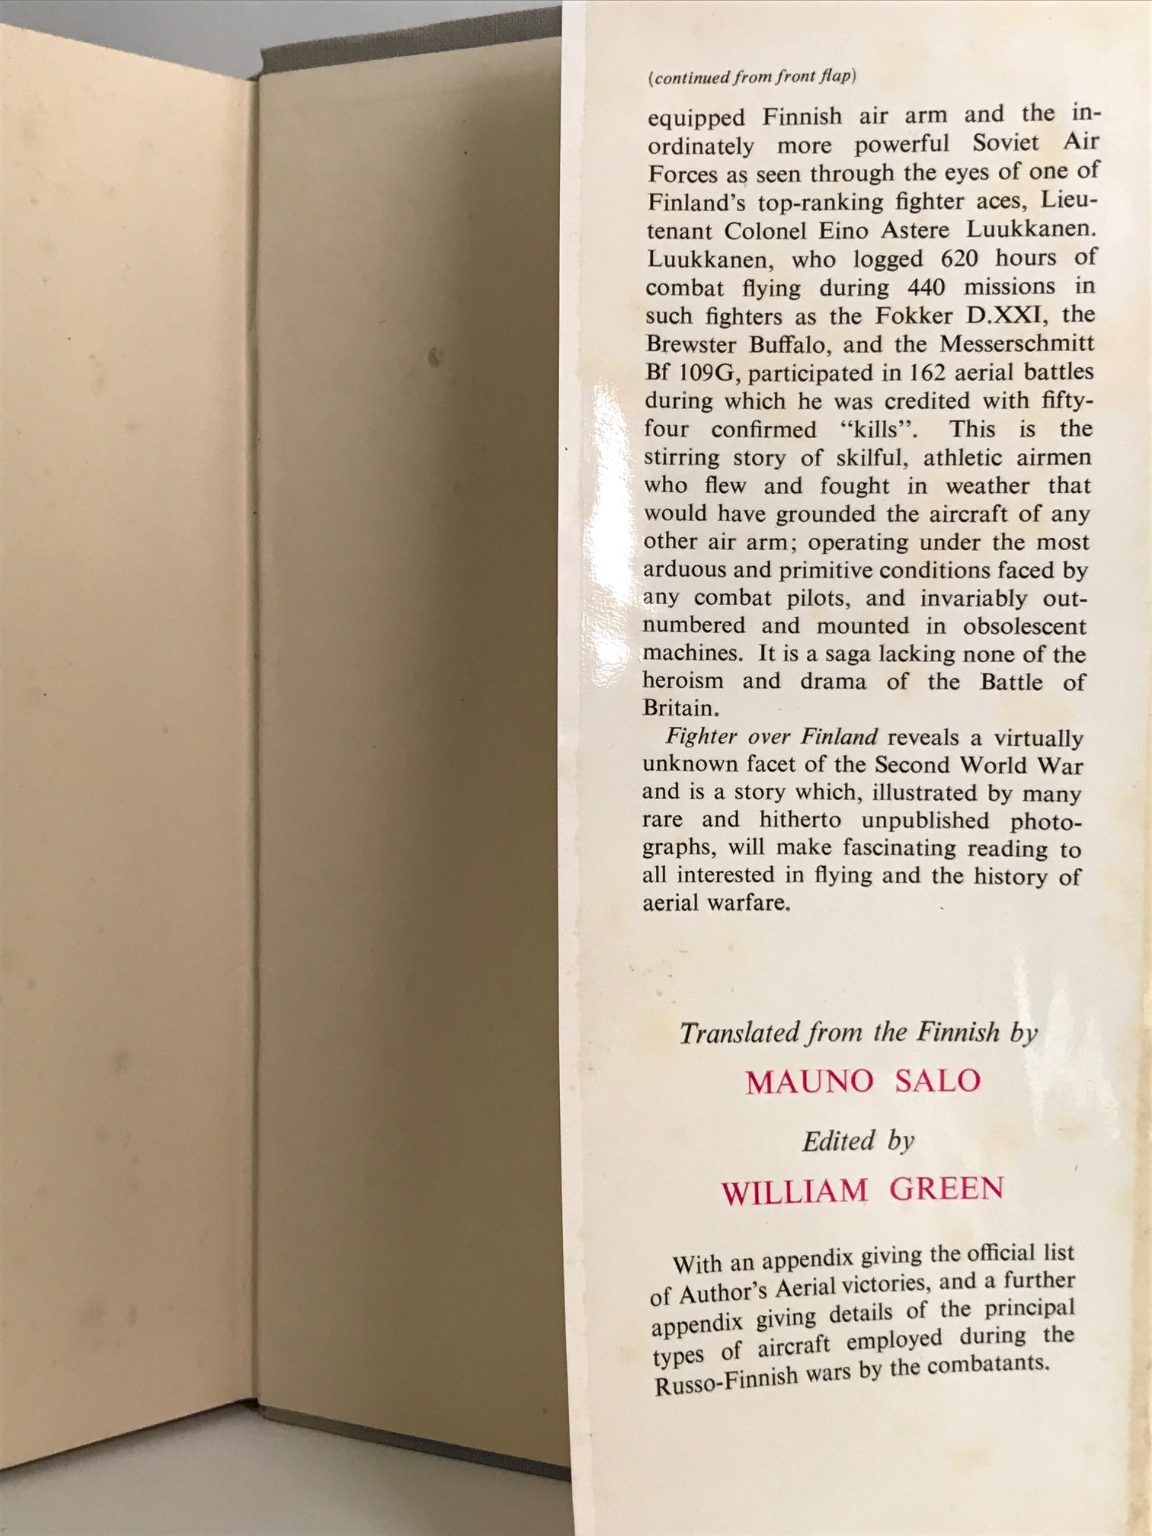 (continued from front flap)
equipped Finnish air arm and the in-
ordinately more powerful Soviet Air
Forces as seen through the eyes of one of
Finland's top-ranking fighter aces, Lieu-
tenant Colonel Eino Astere Luukkanen.
Luukkanen, who logged 620 hours of
combat flying during 440 missions in
such fighters as the Fokker D.XXI, the
Brewster Buffalo, and the Messerschmitt
Bf 109G, participated in 162 aerial battles
during which he was credited with fifty-
four confirmed “kills”. This is the
stirring story of skilful, athletic airmen
who flew and fought in weather that
would have grounded the aircraft of any
other air arm; operating under the most
arduous and primitive conditions faced by
any combat pilots, and invariably out-
numbered and mounted in obsolescent
machines. It is a saga lacking none of the
heroism and drama of the Battle of
Britain.
Fighter over Finland reveals a virtually
unknown facet of the Second World War
and is a story which, illustrated by many
rare and hitherto unpublished photo-
graphs, will make fascinating reading to
all interested in flying and the history of
aerial warfare.
Translated from the Finnish by
MAUNO SALO
Edited by
WILLIAM GREEN
With an appendix giving the official list
of Author's Aerial victories, and a further
appendix giving details of the principal
types of aircraft employed during the
Russo-Finnish wars by the combatants.